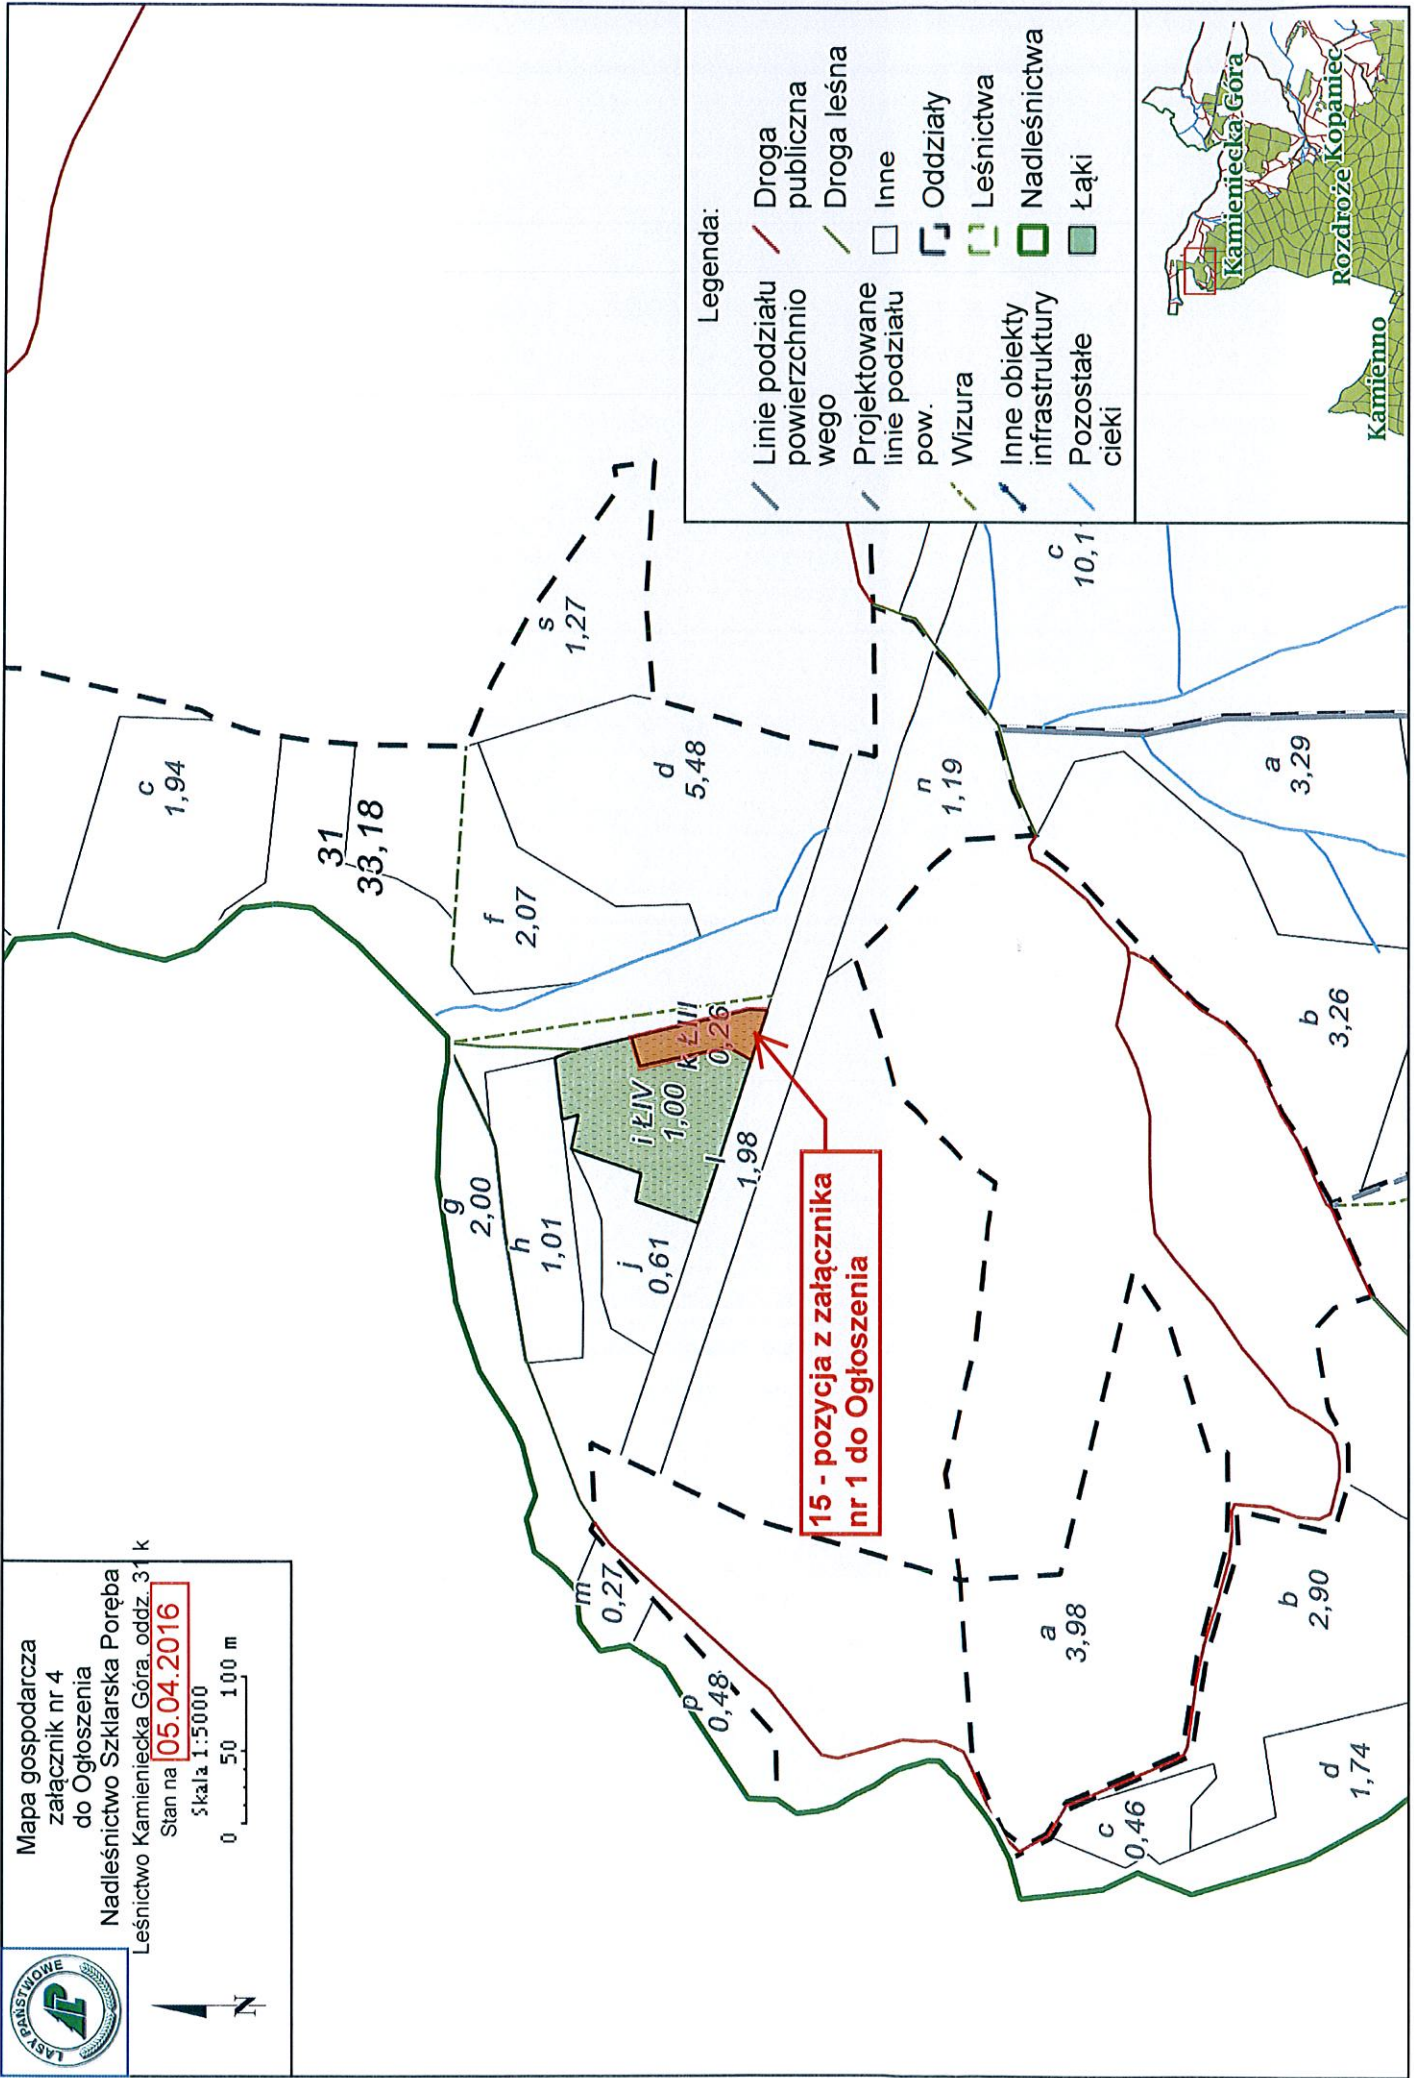 LASY PAŃSTWOWE
LP
Mapa gospodarcza
załącznik nr 4
do Ogłoszenia
Nadleśnictwo Szklarska Poręba
Leśnictwo Kamieniecka Góra, oddz. 31 k
Stan na 05.04.2016
Skala 1:5000
0 50 100 m
N
c
1,94
31
33,18
s
1,27
f
2,07
d
5,48
g
2,00
h
1,01
i ŁIV
1,00
k ŁIII
0,26
j
0,61
l
1,98
m
0,27
p
0,48
n
1,19
15 - pozycja z załącznika
nr 1 do Ogłoszenia
a
3,98
c
0,46
d
1,74
b
2,90
b
3,26
a
3,29
c
10,1
Legenda:
Linie podziału
powierzchnio
wego
Projektowane
linie podziału
pow.
Wizura
Inne obiekty
infrastruktury
Pozostałe
cieki
Droga
publiczna
Droga leśna
Inne
Oddziały
Leśnictwa
Nadleśnictwa
Łąki
Kamieniecka Góra
Rozdroże Kopaniec
Kamienno